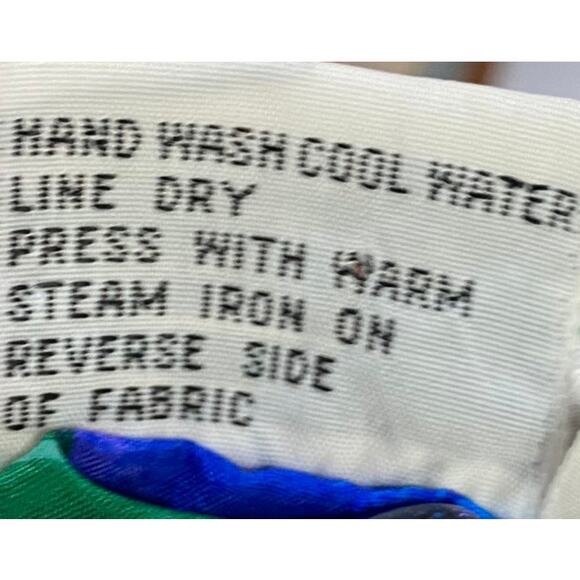 HAND WASH COOL WATER
LINE DRY
PRESS WITH WARM
STEAM IRON ON
REVERSE SIDE
OF FABRIC